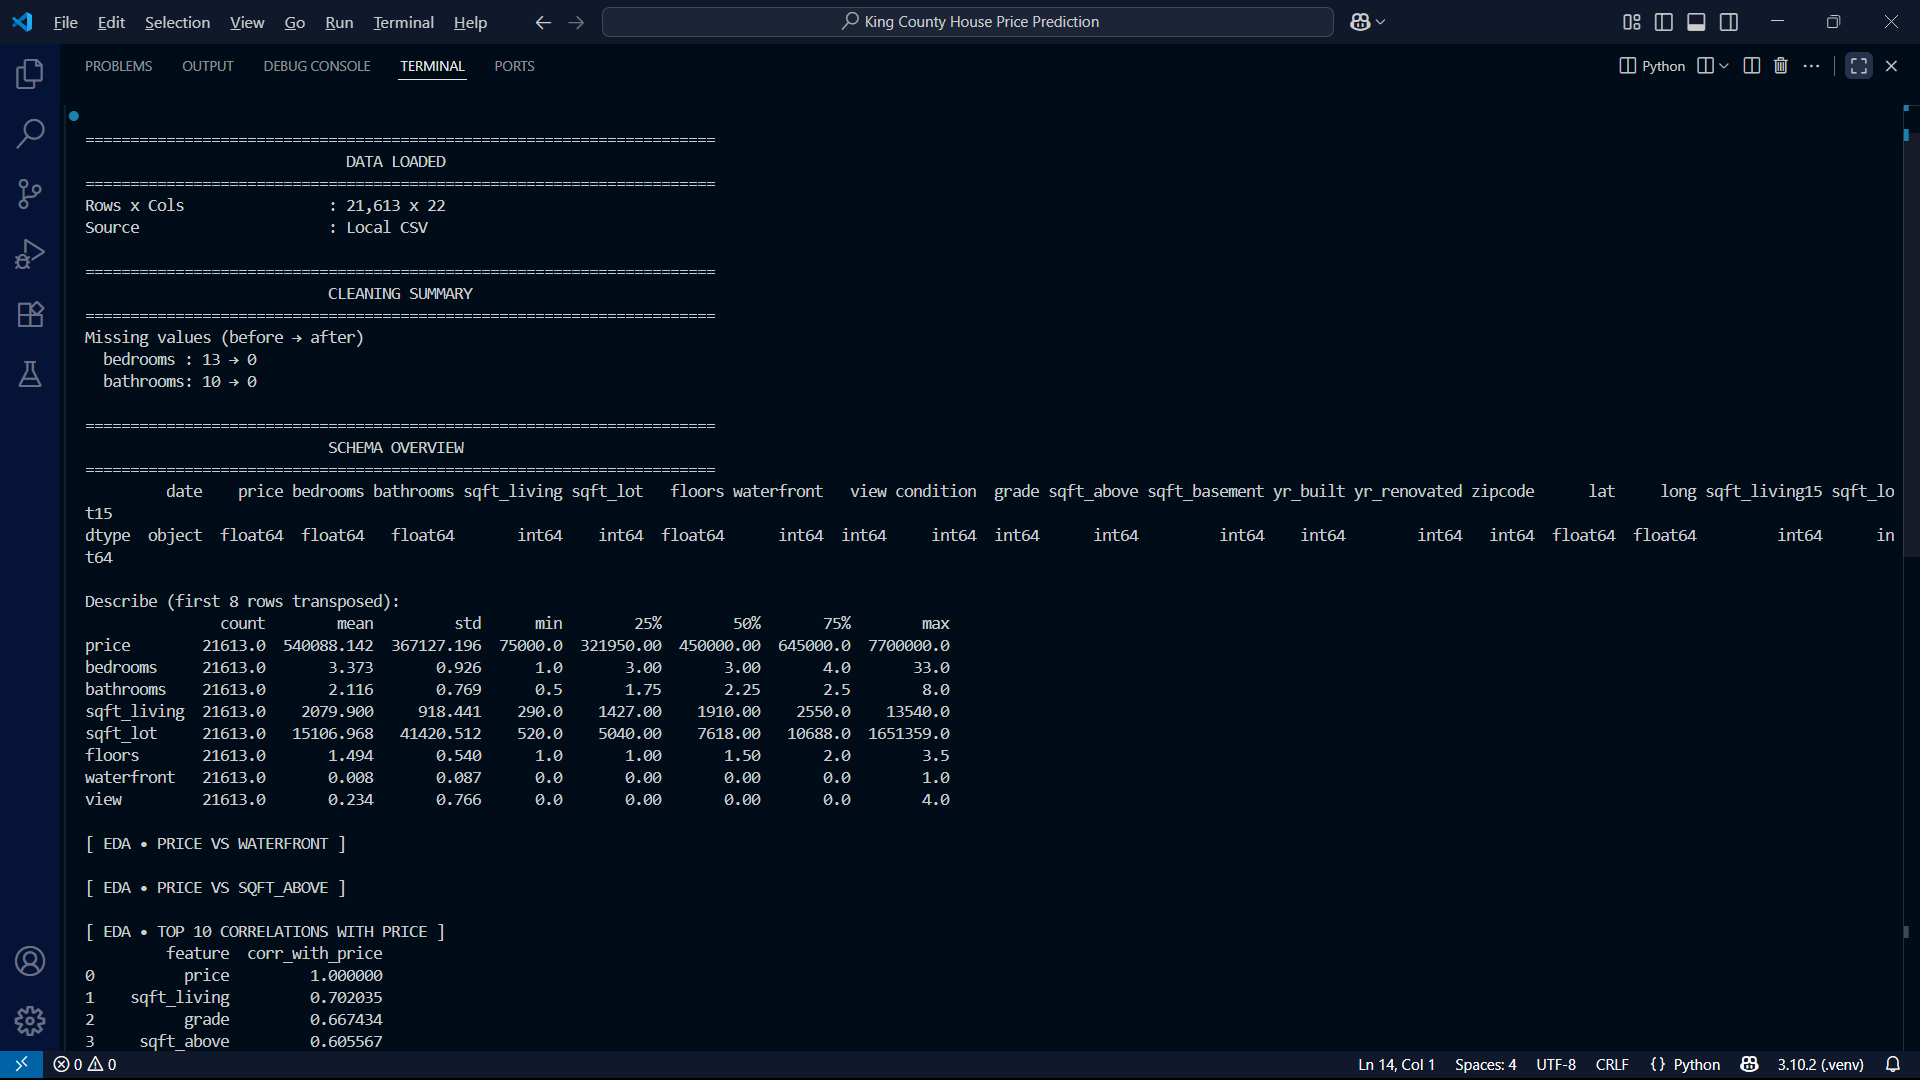 File Edit Selection View Go Run Terminal Help King County House Price Prediction
PROBLEMS OUTPUT DEBUG CONSOLE TERMINAL PORTS Python
======================================================================
DATA LOADED
======================================================================
Rows x Cols : 21,613 x 22
Source : Local CSV
======================================================================
CLEANING SUMMARY
======================================================================
Missing values (before → after)
bedrooms : 13 → 0
bathrooms: 10 → 0
======================================================================
SCHEMA OVERVIEW
======================================================================
date price bedrooms bathrooms sqft_living sqft_lot floors waterfront view condition grade sqft_above sqft_basement yr_built yr_renovated zipcode lat long sqft_living15 sqft_lo
t15
dtype object float64 float64 float64 int64 int64 float64 int64 int64 int64 int64 int64 int64 int64 int64 int64 float64 float64 int64 in
t64
Describe (first 8 rows transposed):
count mean std min 25% 50% 75% max
price 21613.0 540088.142 367127.196 75000.0 321950.00 450000.00 645000.0 7700000.0
bedrooms 21613.0 3.373 0.926 1.0 3.00 3.00 4.0 33.0
bathrooms 21613.0 2.116 0.769 0.5 1.75 2.25 2.5 8.0
sqft_living 21613.0 2079.900 918.441 290.0 1427.00 1910.00 2550.0 13540.0
sqft_lot 21613.0 15106.968 41420.512 520.0 5040.00 7618.00 10688.0 1651359.0
floors 21613.0 1.494 0.540 1.0 1.00 1.50 2.0 3.5
waterfront 21613.0 0.008 0.087 0.0 0.00 0.00 0.0 1.0
view 21613.0 0.234 0.766 0.0 0.00 0.00 0.0 4.0
[ EDA • PRICE VS WATERFRONT ]
[ EDA • PRICE VS SQFT_ABOVE ]
[ EDA • TOP 10 CORRELATIONS WITH PRICE ]
feature corr_with_price
0 price 1.000000
1 sqft_living 0.702035
2 grade 0.667434
3 sqft_above 0.605567
0 0 Ln 14, Col 1 Spaces: 4 UTF-8 CRLF {} Python 3.10.2 (.venv)